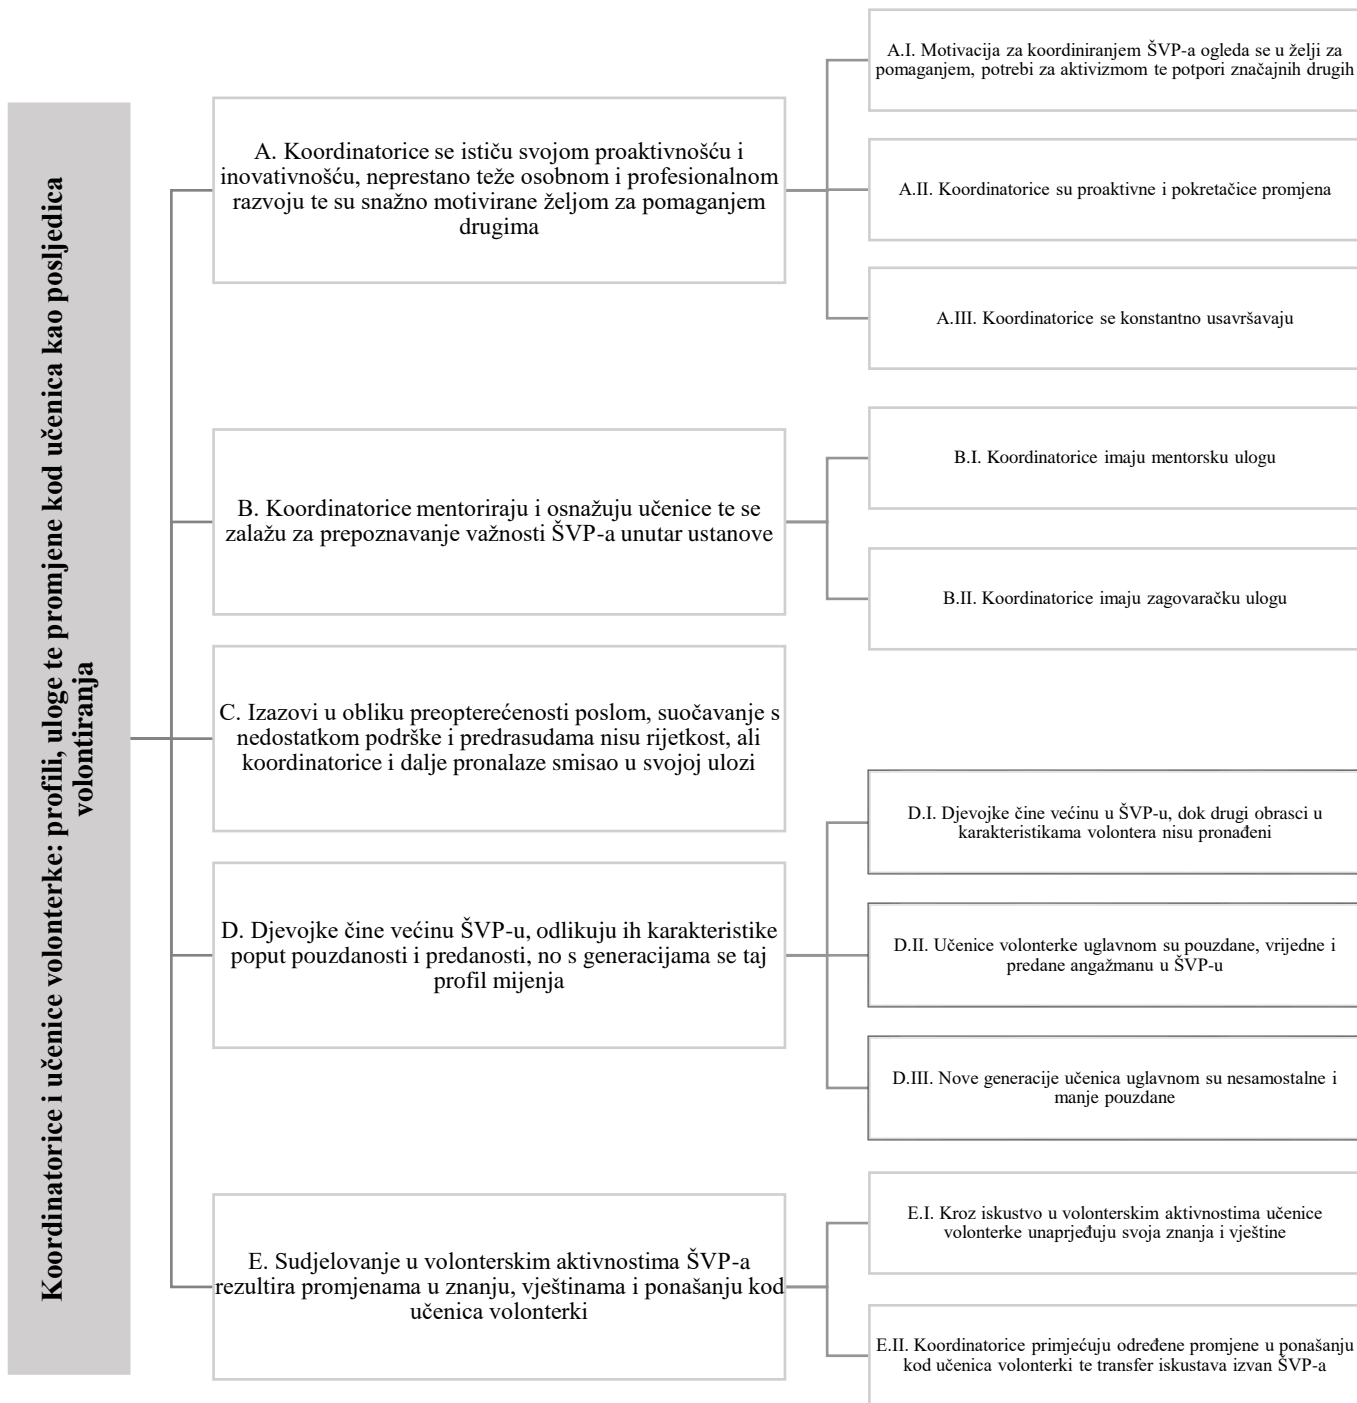 Koordinatorice i učenice volonterke: profili, uloge te promjene kod učenica kao posljedica
volontiranja
A. Koordinatorice se ističu svojom proaktivnošću i
inovativnošću, neprestano teže osobnom i profesionalnom
razvoju te su snažno motivirane željom za pomaganjem
drugima
A.I. Motivacija za koordiniranjem ŠVP-a ogleda se u želji za
pomaganjem, potrebi za aktivizmom te potpori značajnih drugih
A.II. Koordinatorice su proaktivne i pokretačice promjena
A.III. Koordinatorice se konstantno usavršavaju
B. Koordinatorice mentoriraju i osnažuju učenice te se
zalažu za prepoznavanje važnosti ŠVP-a unutar ustanove
B.I. Koordinatorice imaju mentorsku ulogu
B.II. Koordinatorice imaju zagovaračku ulogu
C. Izazovi u obliku preopterećenosti poslom, suočavanje s
nedostatkom podrške i predrasudama nisu rijetkost, ali
koordinatorice i dalje pronalaze smisao u svojoj ulozi
D. Djevojke čine većinu ŠVP-u, odlikuju ih karakteristike
poput pouzdanosti i predanosti, no s generacijama se taj
profil mijenja
D.I. Djevojke čine većinu u ŠVP-u, dok drugi obrasci u
karakteristikama volontera nisu pronađeni
D.II. Učenice volonterke uglavnom su pouzdane, vrijedne i
predane angažmanu u ŠVP-u
D.III. Nove generacije učenica uglavnom su nesamostalne i
manje pouzdane
E. Sudjelovanje u volonterskim aktivnostima ŠVP-a
rezultira promjenama u znanju, vještinama i ponašanju kod
učenica volonterki
E.I. Kroz iskustvo u volonterskim aktivnostima učenice
volonterke unaprjeđuju svoja znanja i vještine
E.II. Koordinatorice primjećuju određene promjene u ponašanju
kod učenica volonterki te transfer iskustava izvan ŠVP-a